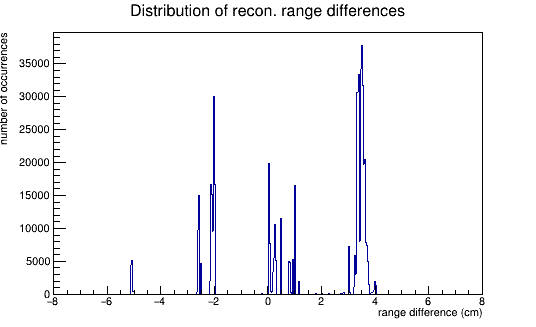 Distribution of recon. range differences
number of occurrences
35000
30000
25000
20000
15000
10000
5000
0
−8 −6 −4 −2 0 2 4 6 8
range difference (cm)